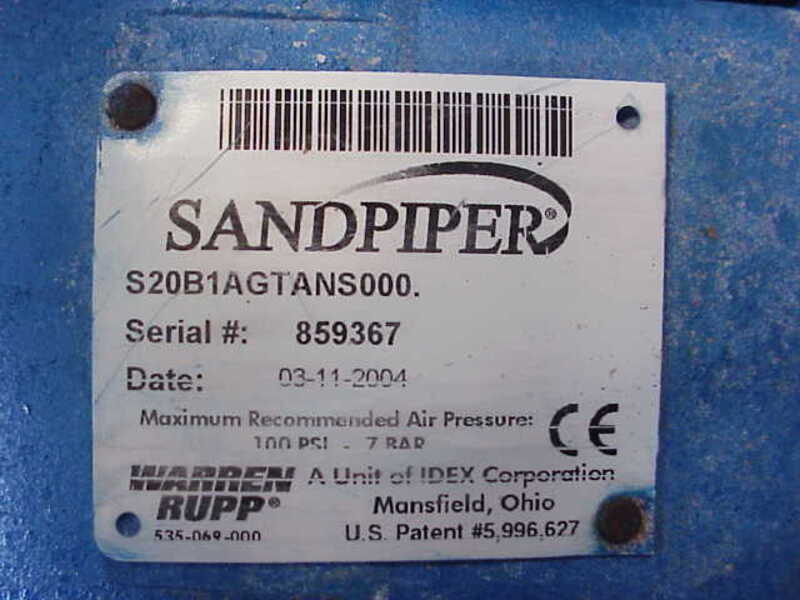 SANDPIPER®
S20B1AGTANS000.
Serial #: 859367
Date: 03-11-2004
Maximum Recommended Air Pressure:
100 PSI - 7 BAR
CE
WARREN RUPP®
A Unit of IDEX Corporation
Mansfield, Ohio
535-069-000
U.S. Patent #5,996,627